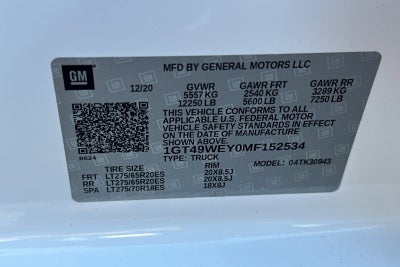 GM
MFD BY GENERAL MOTORS LLC
12/20 GVWR GAWR FRT GAWR RR
5557 KG 2540 KG 3289 KG
12250 LB 5600 LB 7250 LB
THIS VEHICLE CONFORMS TO ALL
APPLICABLE U.S. FEDERAL MOTOR
VEHICLE SAFETY STANDARDS IN EFFECT
ON THE DATE OF MANUFACTURE
SHOWN ABOVE.
1GT49WEY0MF152534
8624 TYPE: TRUCK MODEL: 04TK30943
TIRE SIZE RIM
FRT LT275/65R20ES 20X8.5J
RR LT275/65R20ES 20X8.5J
SPA LT275/70R18ES 18X8J